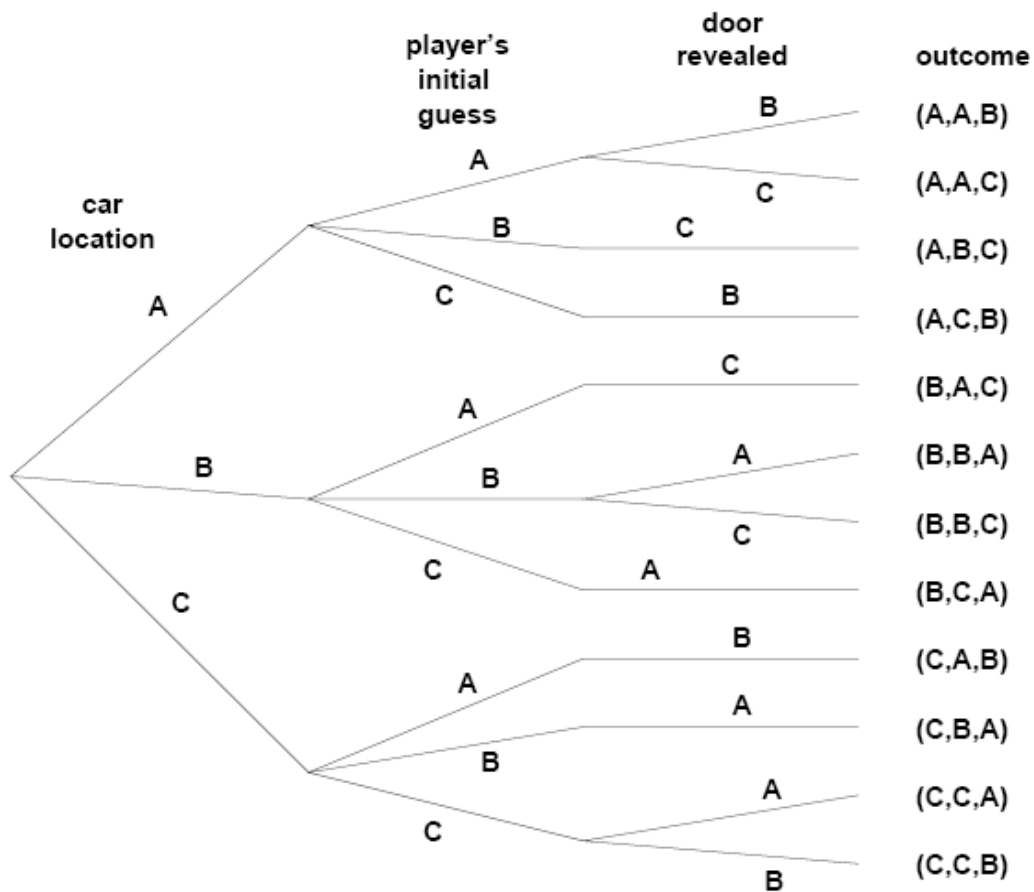 door
player's
revealed
outcome
initial
guess
B
(A,A,B)
A
C
(A,A,C)
car
location
B
C
(A,B,C)
A
C
B
(A,C,B)
C
(B,A,C)
A
B
B
A
(B,B,A)
C
(B,B,C)
C
A
(B,C,A)
C
B
(C,A,B)
A
A
(C,B,A)
B
A
(C,C,A)
C
B
(C,C,B)